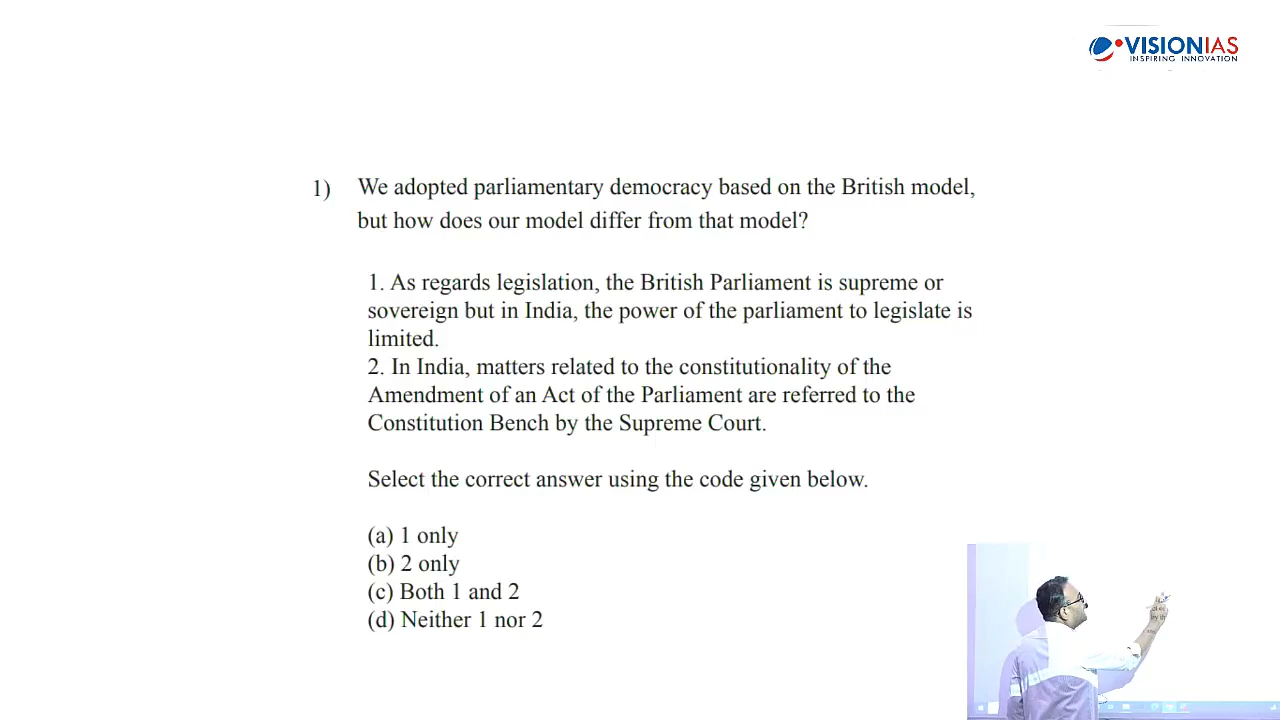 VISIONIAS
INSPIRING INNOVATION
1) We adopted parliamentary democracy based on the British model,
but how does our model differ from that model?
1. As regards legislation, the British Parliament is supreme or
sovereign but in India, the power of the parliament to legislate is
limited.
2. In India, matters related to the constitutionality of the
Amendment of an Act of the Parliament are referred to the
Constitution Bench by the Supreme Court.
Select the correct answer using the code given below.
(a) 1 only
(b) 2 only
(c) Both 1 and 2
(d) Neither 1 nor 2